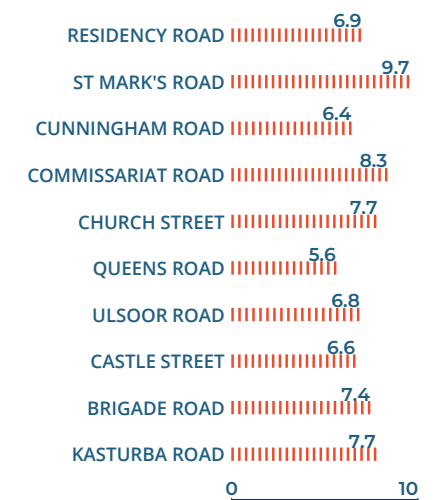 6.9
RESIDENCY ROAD
9.7
ST MARK'S ROAD
6.4
CUNNINGHAM ROAD
8.3
COMMISSARIAT ROAD
7.7
CHURCH STREET
5.6
QUEENS ROAD
6.8
ULSOOR ROAD
6.6
CASTLE STREET
7.4
BRIGADE ROAD
7.7
KASTURBA ROAD
0 10